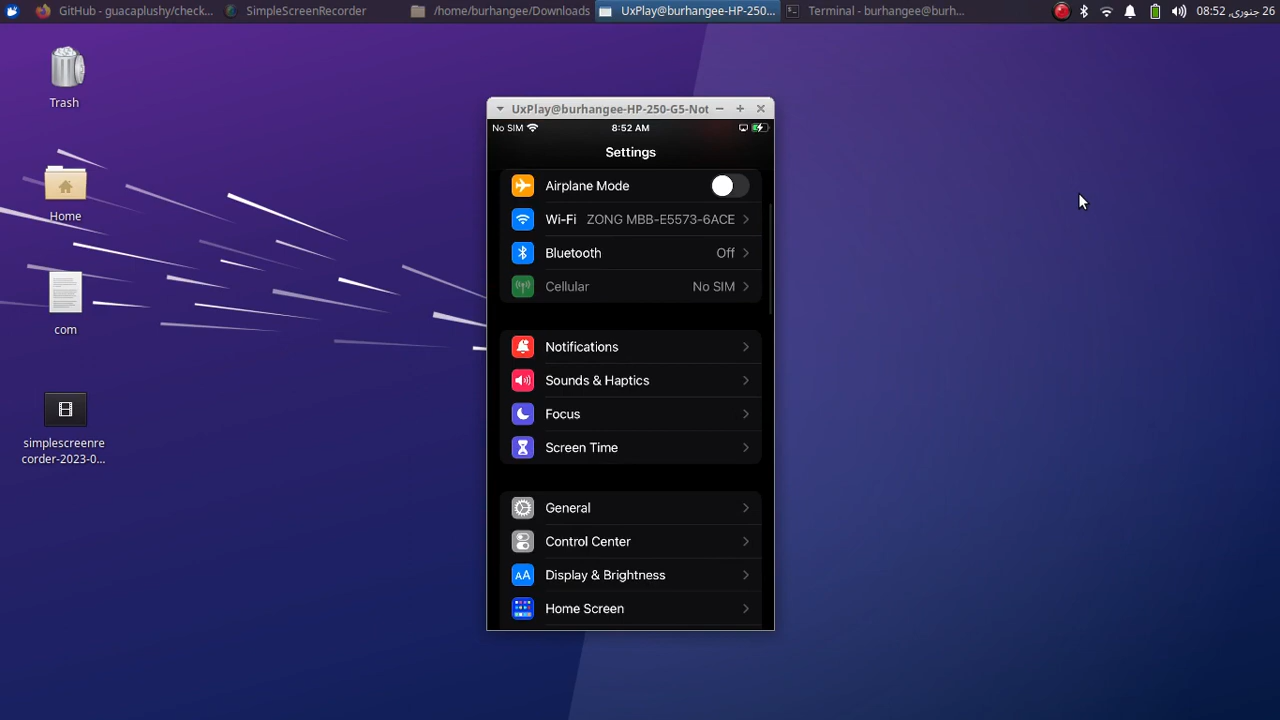 GitHub - guacaplushy/check...
SimpleScreenRecorder
/home/burhangee/Downloads
UxPlay@burhangee-HP-250...
Terminal - burhangee@burh...
26 جنوری, 08:52
Trash
Home
com
simplescreenre
corder-2023-0...
UxPlay@burhangee-HP-250-G5-Not
No SIM
8:52 AM
Settings
Airplane Mode
Wi-Fi ZONG MBB-E5573-6ACE
Bluetooth Off
Cellular No SIM
Notifications
Sounds & Haptics
Focus
Screen Time
General
Control Center
AA Display & Brightness
Home Screen